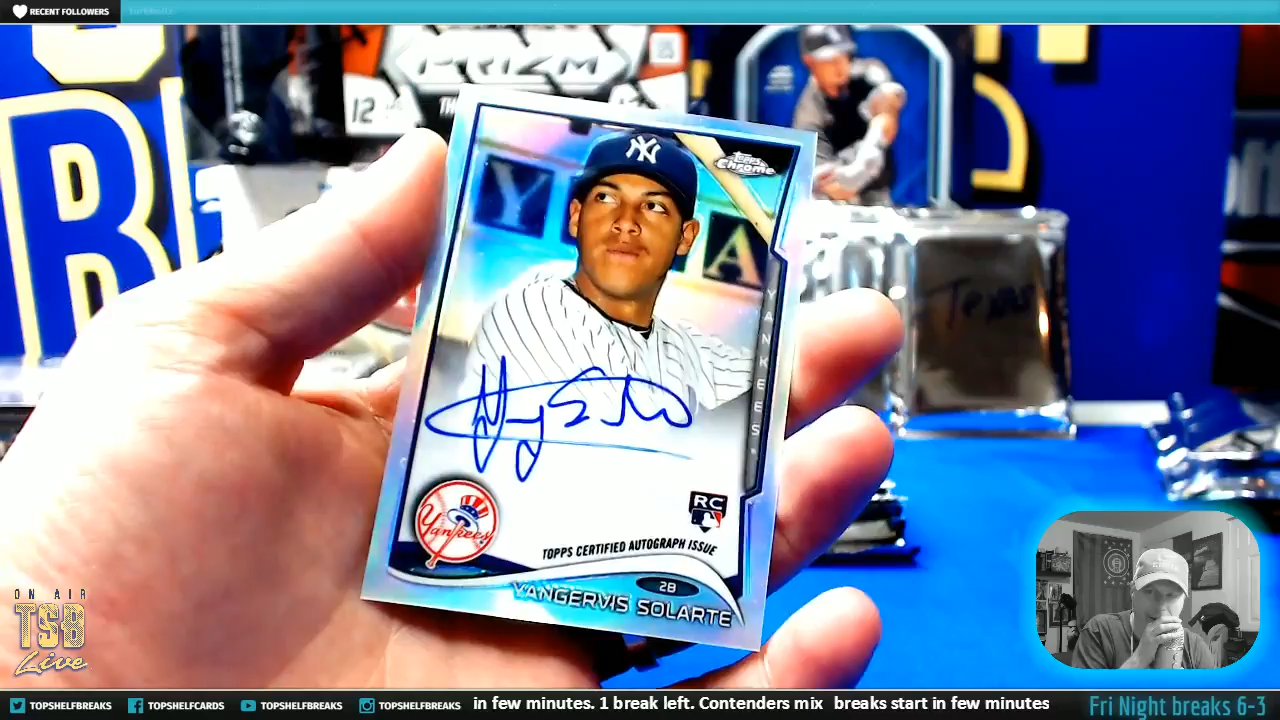 RECENT FOLLOWERS
PRIZM
12
B
NY
Topps
Chrome
Y
A
YANKEES
Texas
Yankees
RC
TOPPS CERTIFIED AUTOGRAPH ISSUE
2B
YANGERVIS SOLARTE
ON AIR
TSB
Live
TOPSHELFBREAKS
TOPSHELFCARDS
TOPSHELFBREAKS
TOPSHELFBREAKS
in few minutes. 1 break left. Contenders mix breaks start in few minutes
Fri Night breaks 6-3